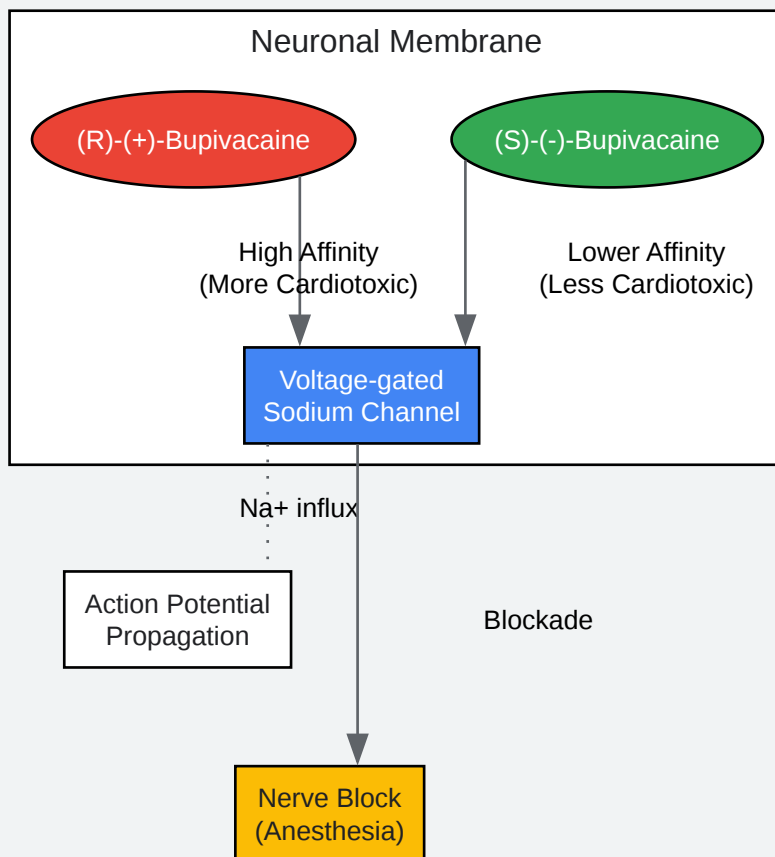 Neuronal Membrane
(R)-(+)-Bupivacaine
(S)-(-)-Bupivacaine
High Affinity
(More Cardiotoxic)
Lower Affinity
(Less Cardiotoxic)
Voltage-gated
Sodium Channel
Na+ influx
Action Potential
Propagation
Blockade
Nerve Block
(Anesthesia)